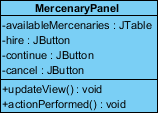 MercenaryPanel
-availableMercenaries : JTable
-hire : JButton
-continue : JButton
-cancel : JButton
+updateView() : void
+actionPerformed() : void